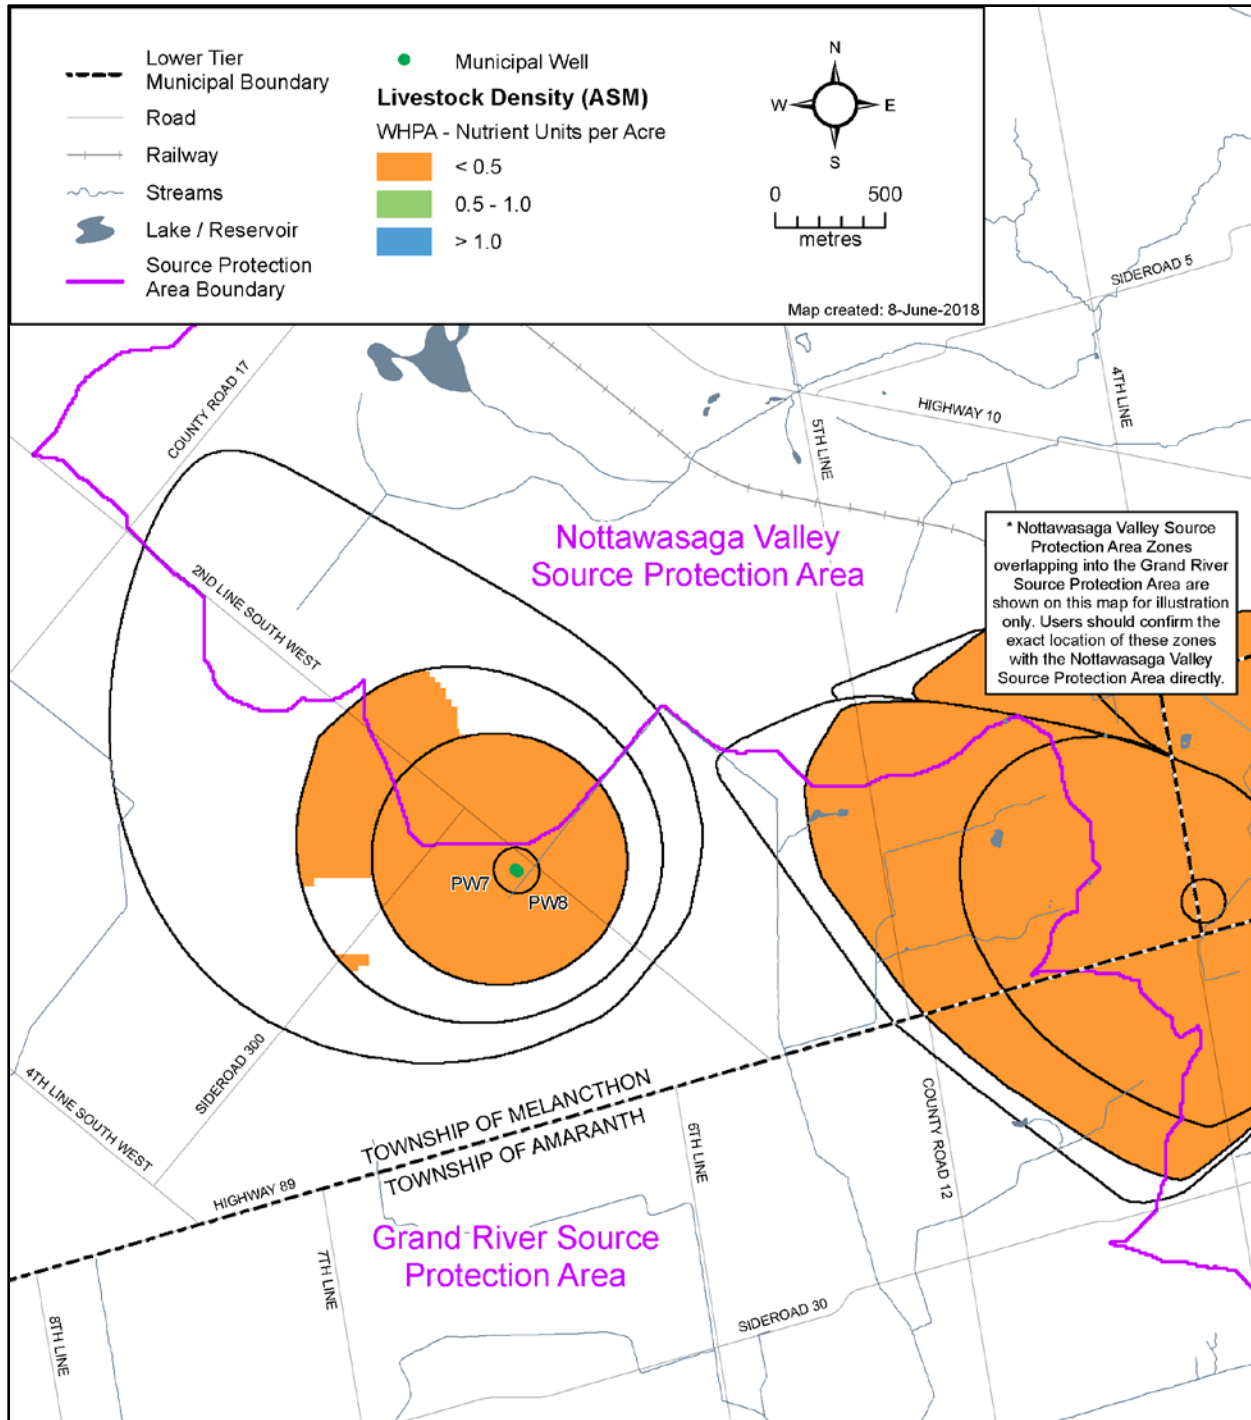 Lower Tier
Municipal Boundary
Road
Railway
Streams
Lake / Reservoir
Source Protection
Area Boundary
Municipal Well
Livestock Density (ASM)
WHPA - Nutrient Units per Acre
< 0.5
0.5 - 1.0
> 1.0
N
W
E
S
0
500
metres
Map created: 8-June-2018
SIDEROAD 5
COUNTY ROAD 17
4TH LINE
HIGHWAY 10
5TH LINE
Nottawasaga Valley
Source Protection Area
* Nottawasaga Valley Source
Protection Area Zones
overlapping into the Grand River
Source Protection Area are
shown on this map for illustration
only. Users should confirm the
exact location of these zones
with the Nottawasaga Valley
Source Protection Area directly.
2ND LINE SOUTH WEST
PW7
PW8
SIDEROAD 300
4TH LINE SOUTH WEST
TOWNSHIP OF MELANCTHON
TOWNSHIP OF AMARANTH
HIGHWAY 89
6TH LINE
COUNTY ROAD 12
Grand River Source
Protection Area
7TH LINE
8TH LINE
SIDEROAD 30